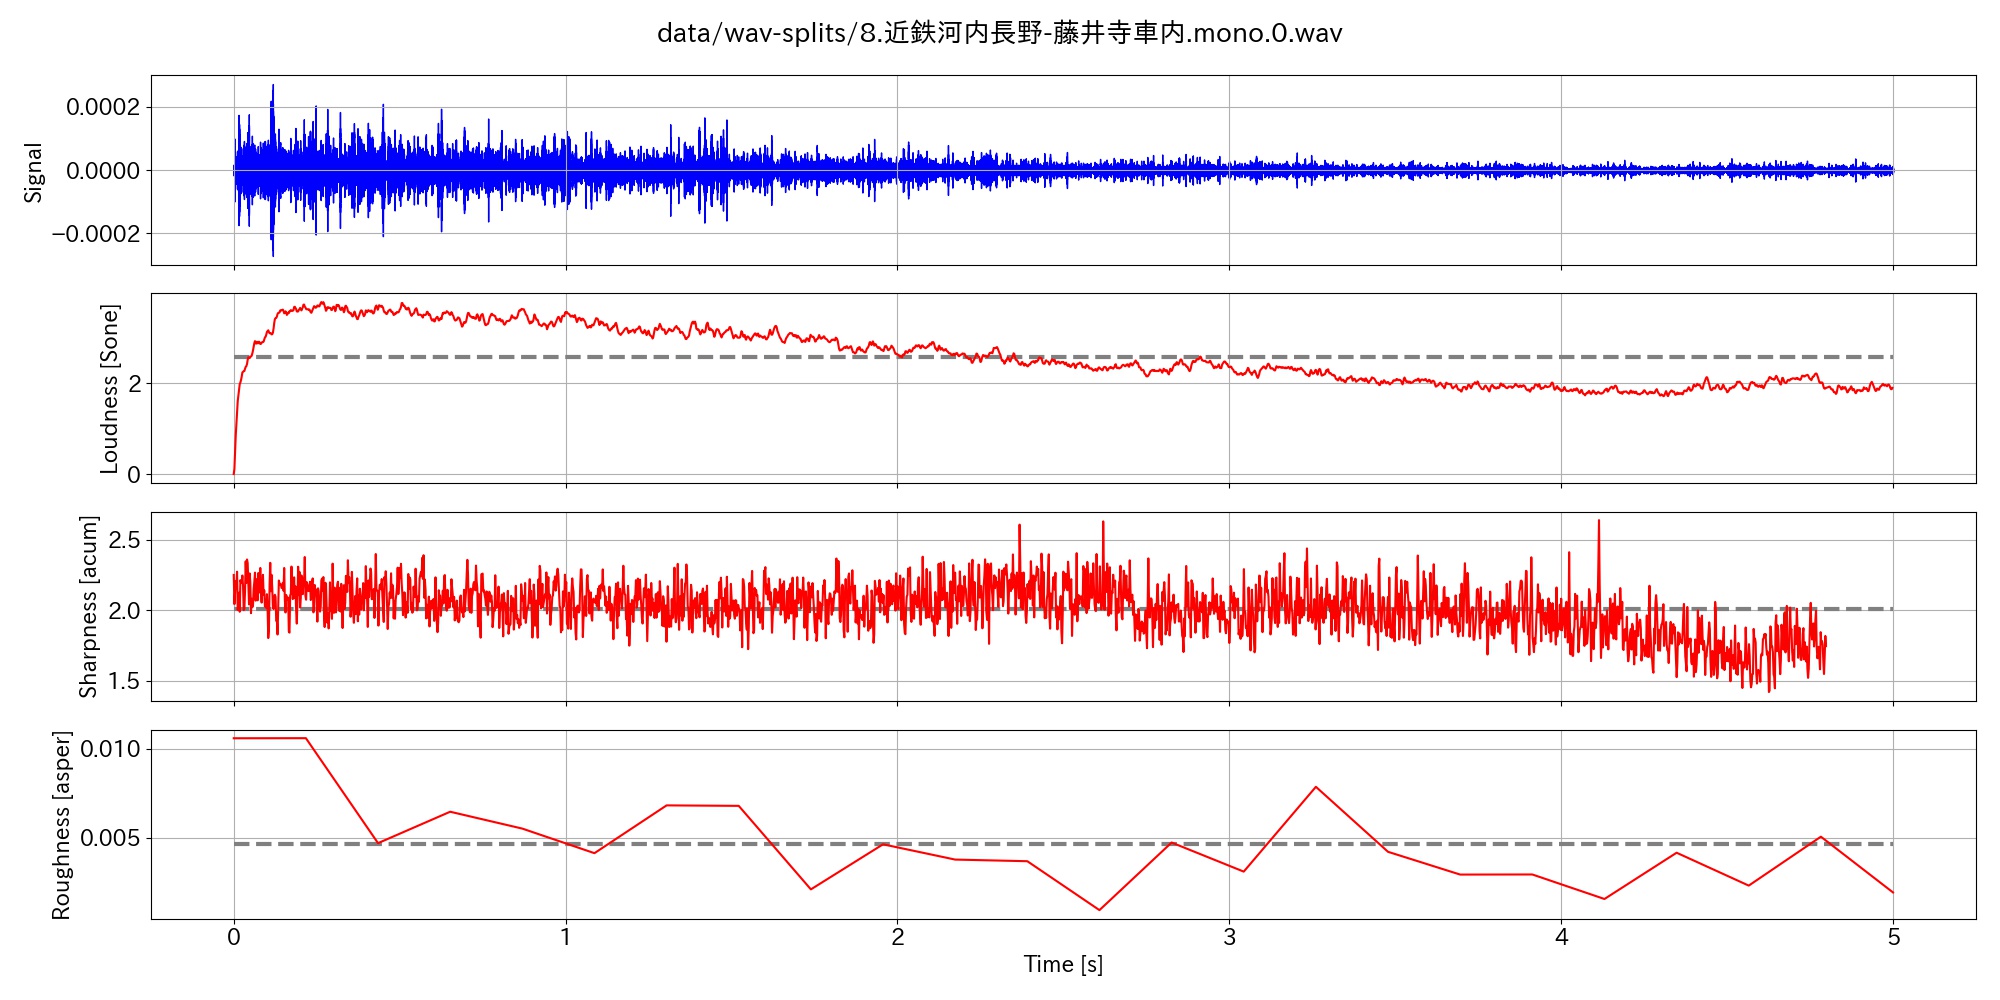 data/wav-splits/8.近鉄河内長野-藤井寺車内.mono.0.wav
Signal
0.0002
0.0000
−0.0002
Loudness [Sone]
2
0
Sharpness [acum]
2.5
2.0
1.5
Roughness [asper]
0.010
0.005
0 1 2 3 4 5
Time [s]